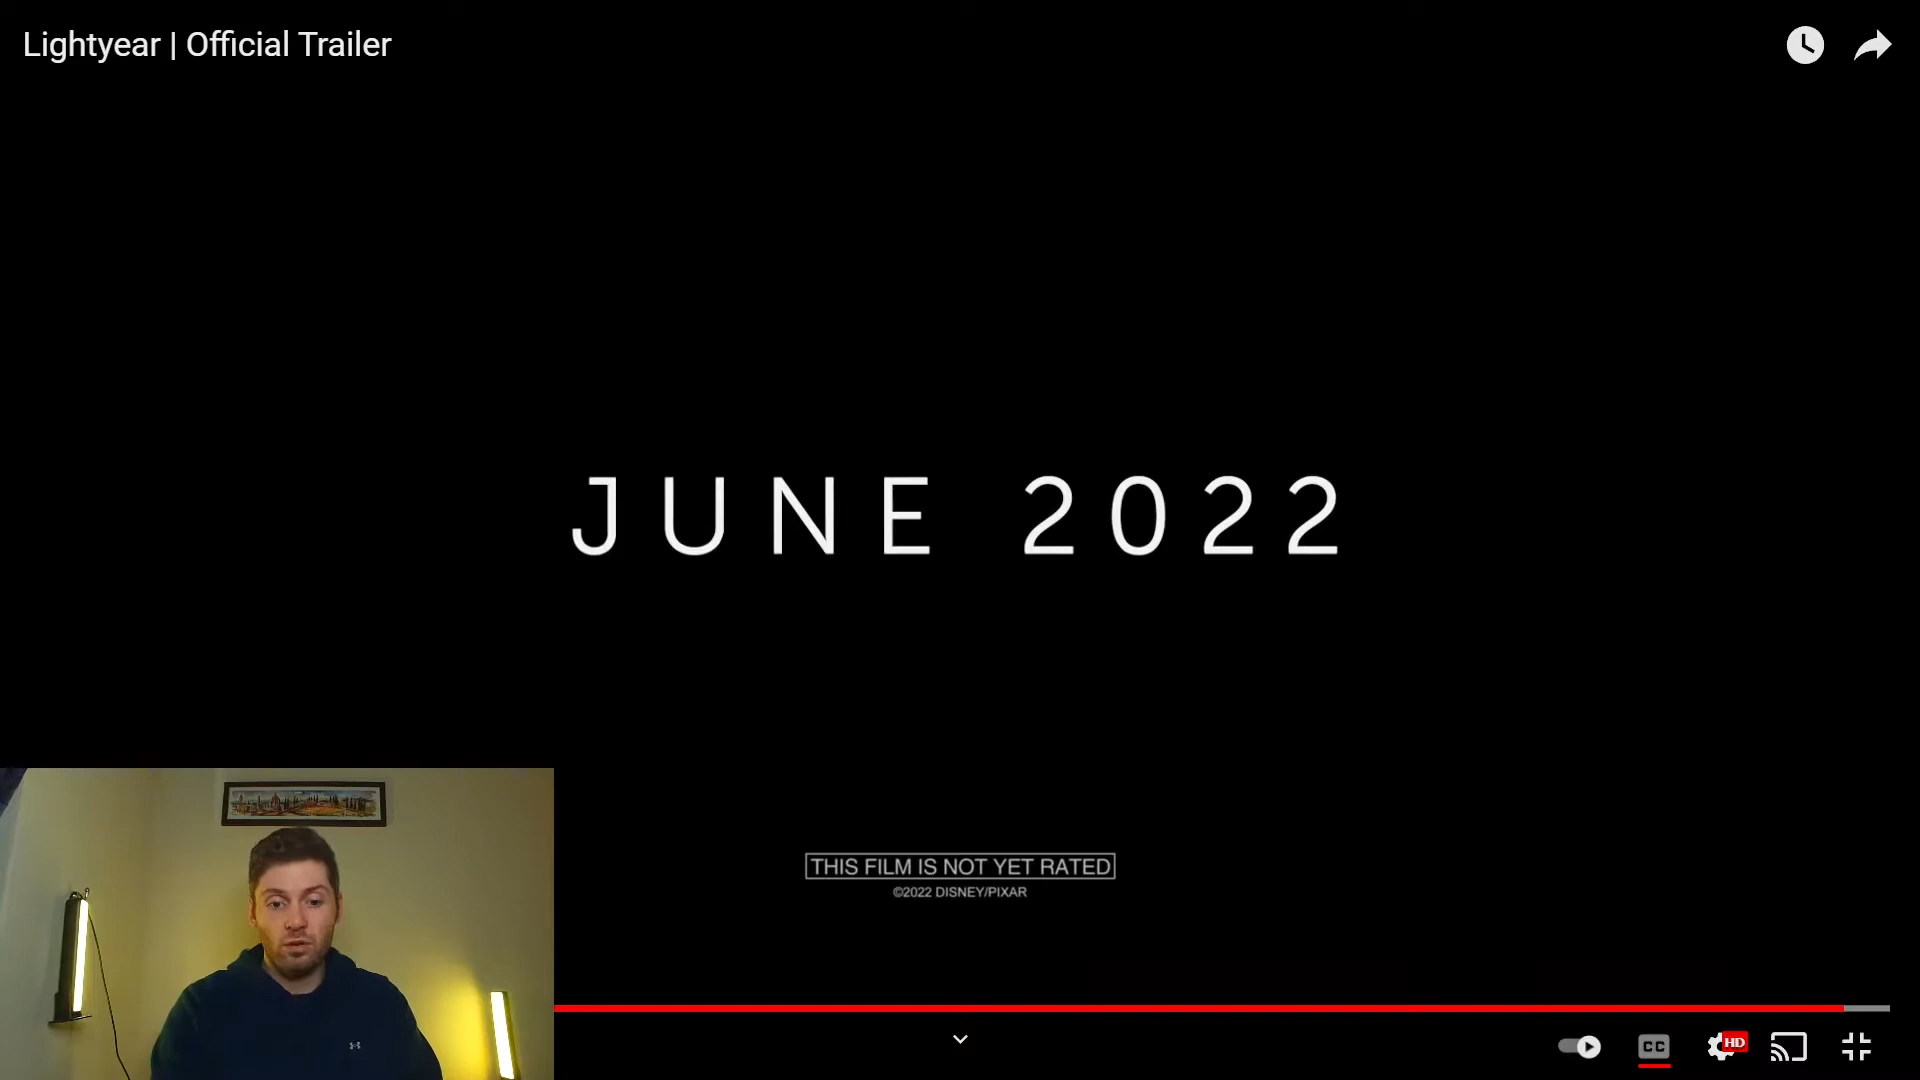 Lightyear | Official Trailer
JUNE 2022
THIS FILM IS NOT YET RATED
©2022 DISNEY/PIXAR
CC
HD